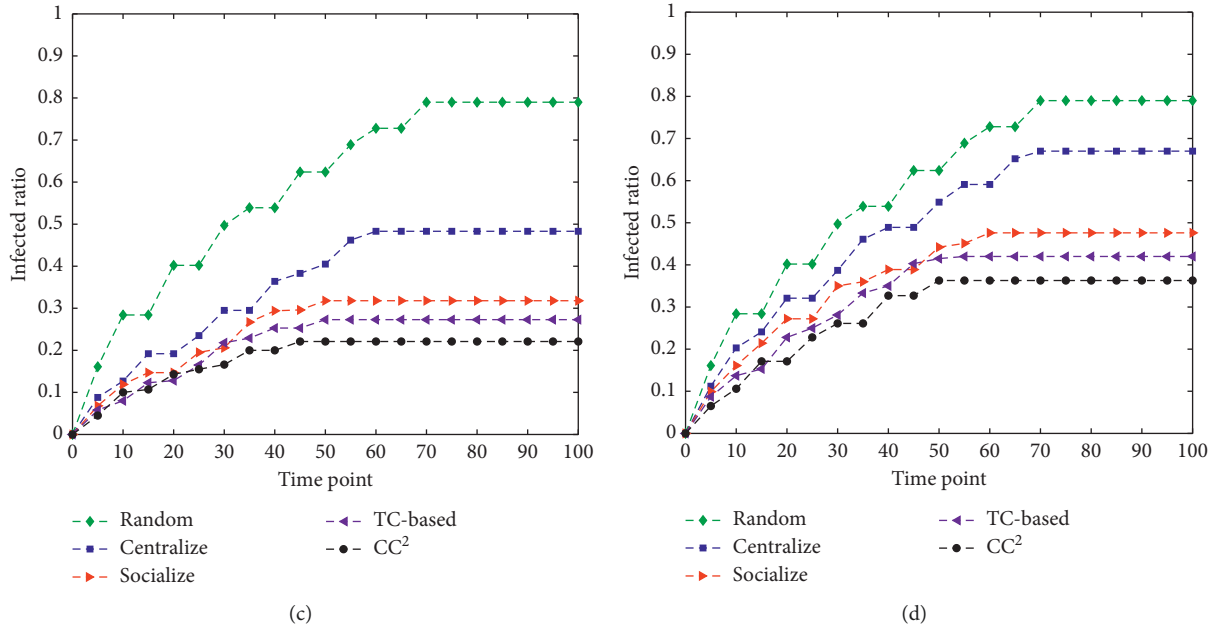 1
0.9
0.8
0.7
0.6
0.5
0.4
0.3
0.2
0.1
0
Infected ratio
0 10 20 30 40 50 60 70 80 90 100
Time point
Random
Centralize
Socialize
TC-based
CC²
(c)
1
0.9
0.8
0.7
0.6
0.5
0.4
0.3
0.2
0.1
0
Infected ratio
0 10 20 30 40 50 60 70 80 90 100
Time point
Random
Centralize
Socialize
TC-based
CC²
(d)